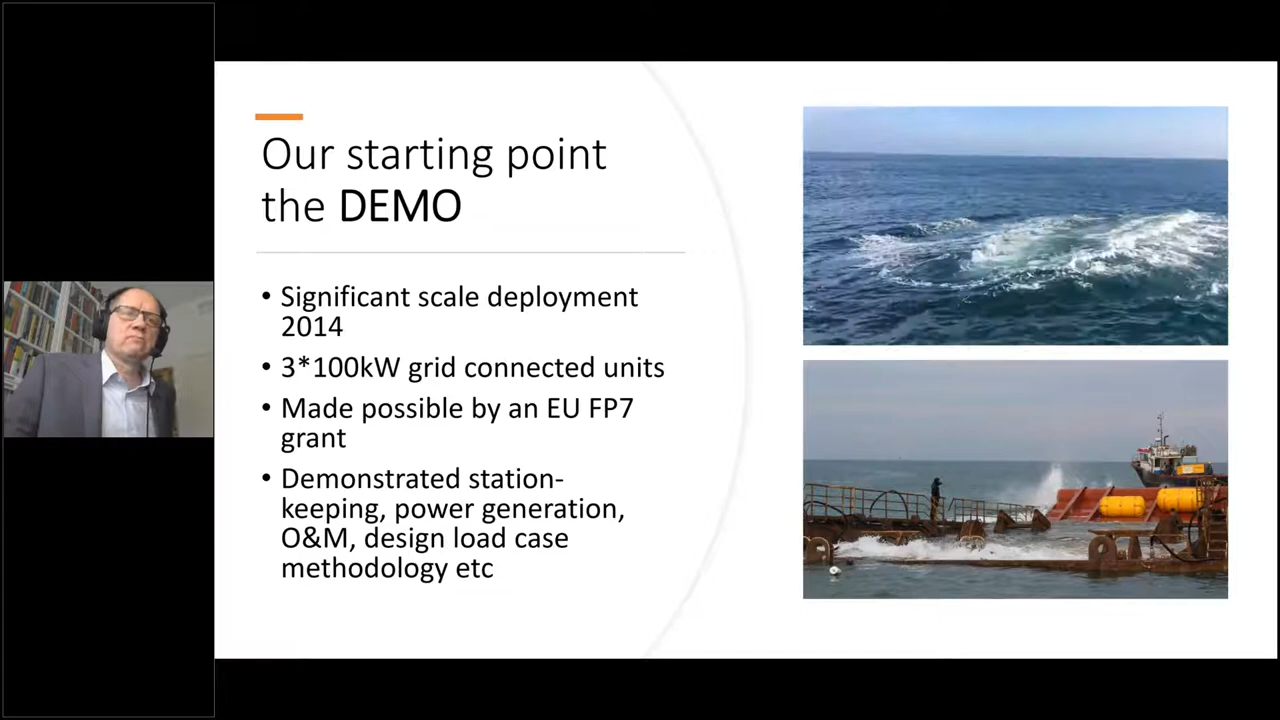 Our starting point
the DEMO
• Significant scale deployment
2014
• 3*100kW grid connected units
• Made possible by an EU FP7
grant
• Demonstrated station-
keeping, power generation,
O&M, design load case
methodology etc